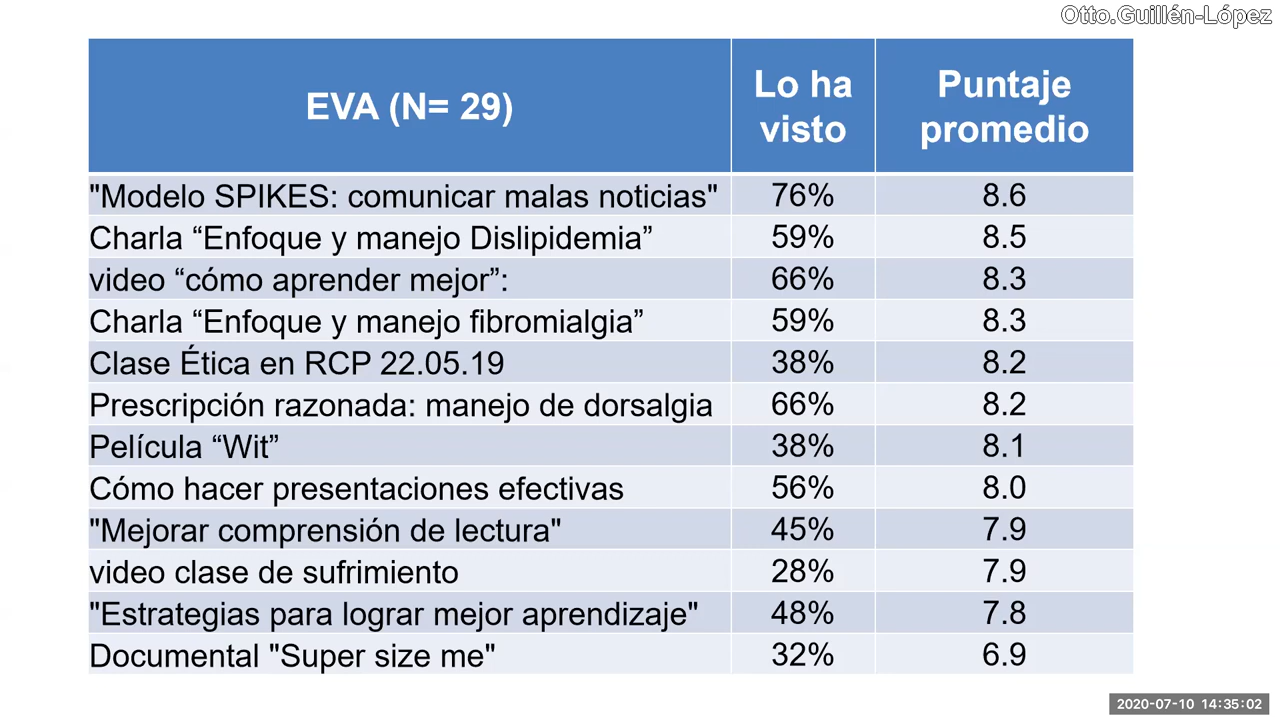 Otto.Guillén-López
EVA (N= 29) Lo ha visto Puntaje promedio
"Modelo SPIKES: comunicar malas noticias" 76% 8.6
Charla “Enfoque y manejo Dislipidemia” 59% 8.5
video “cómo aprender mejor”: 66% 8.3
Charla “Enfoque y manejo fibromialgia” 59% 8.3
Clase Ética en RCP 22.05.19 38% 8.2
Prescripción razonada: manejo de dorsalgia 66% 8.2
Película “Wit” 38% 8.1
Cómo hacer presentaciones efectivas 56% 8.0
"Mejorar comprensión de lectura" 45% 7.9
video clase de sufrimiento 28% 7.9
"Estrategias para lograr mejor aprendizaje" 48% 7.8
Documental "Super size me" 32% 6.9
2020-07-10 14:35:02